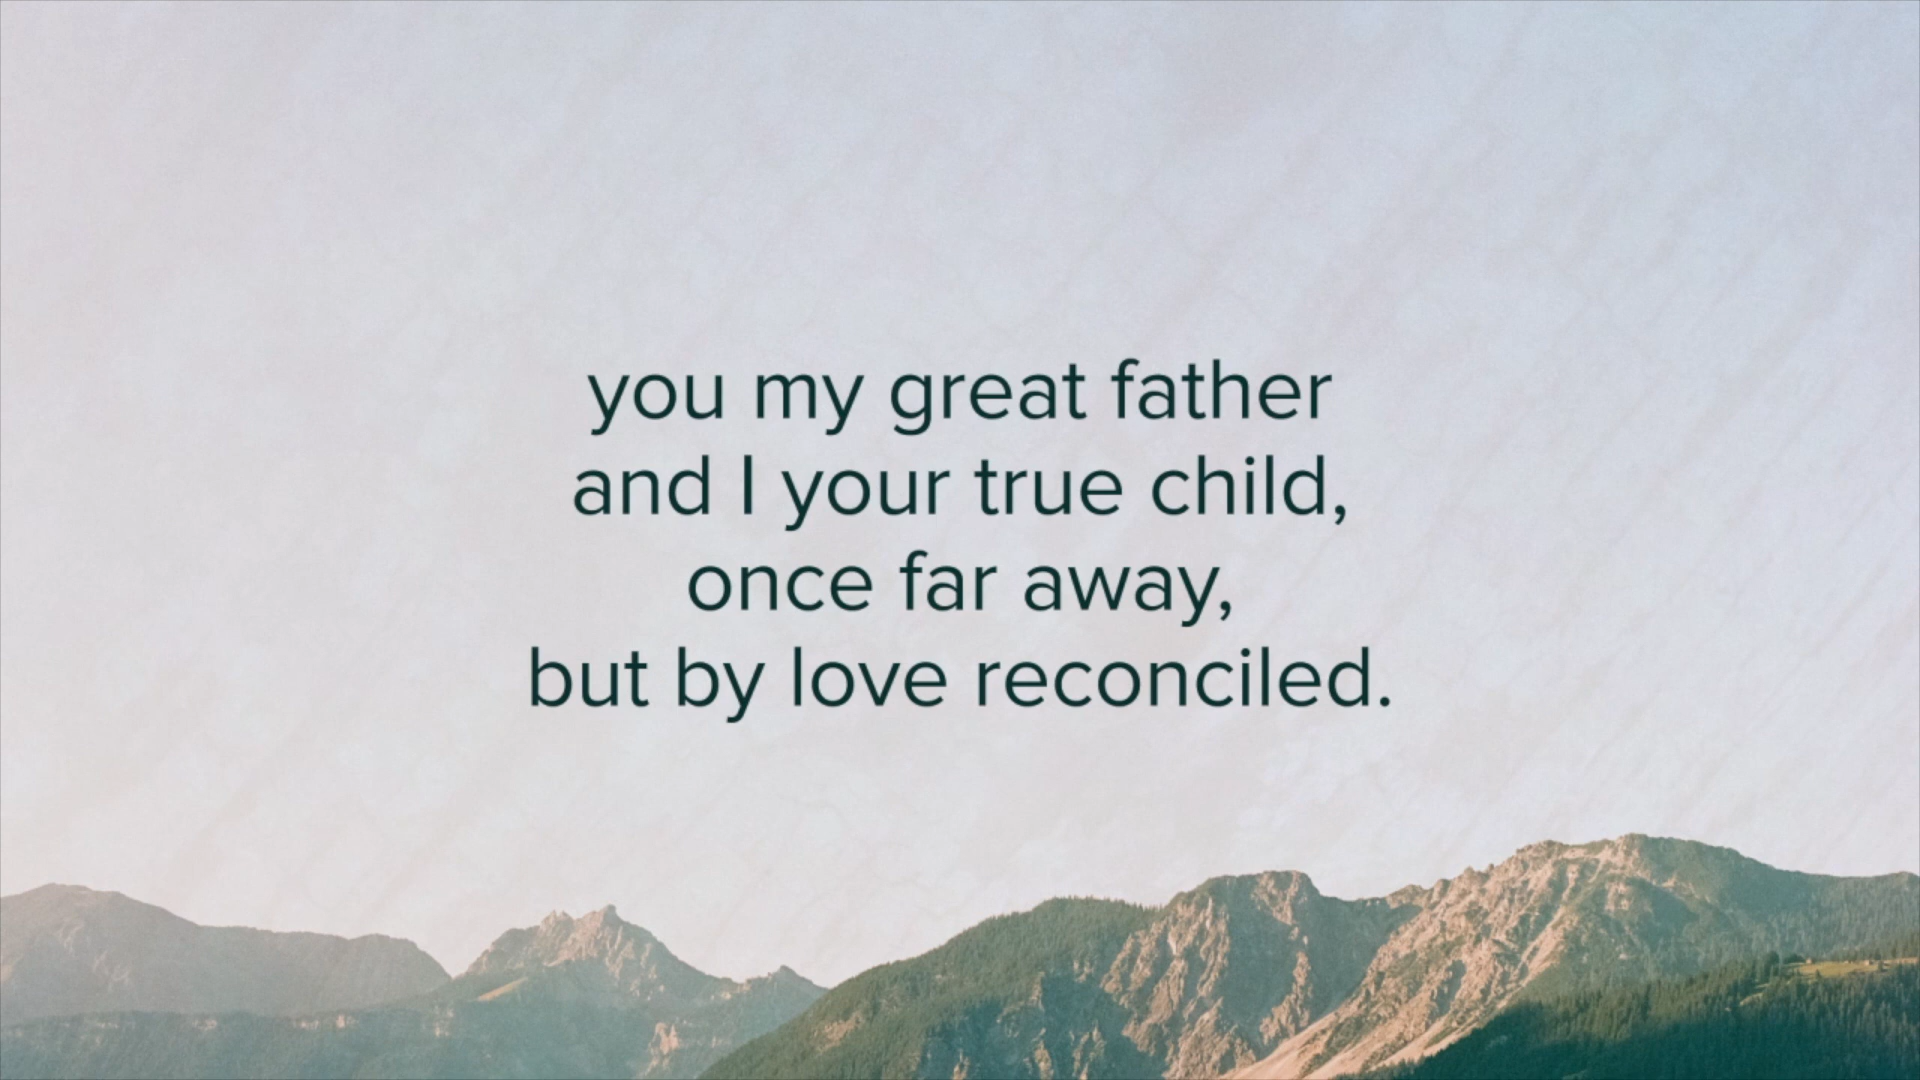 you my great father
and I your true child,
once far away,
but by love reconciled.